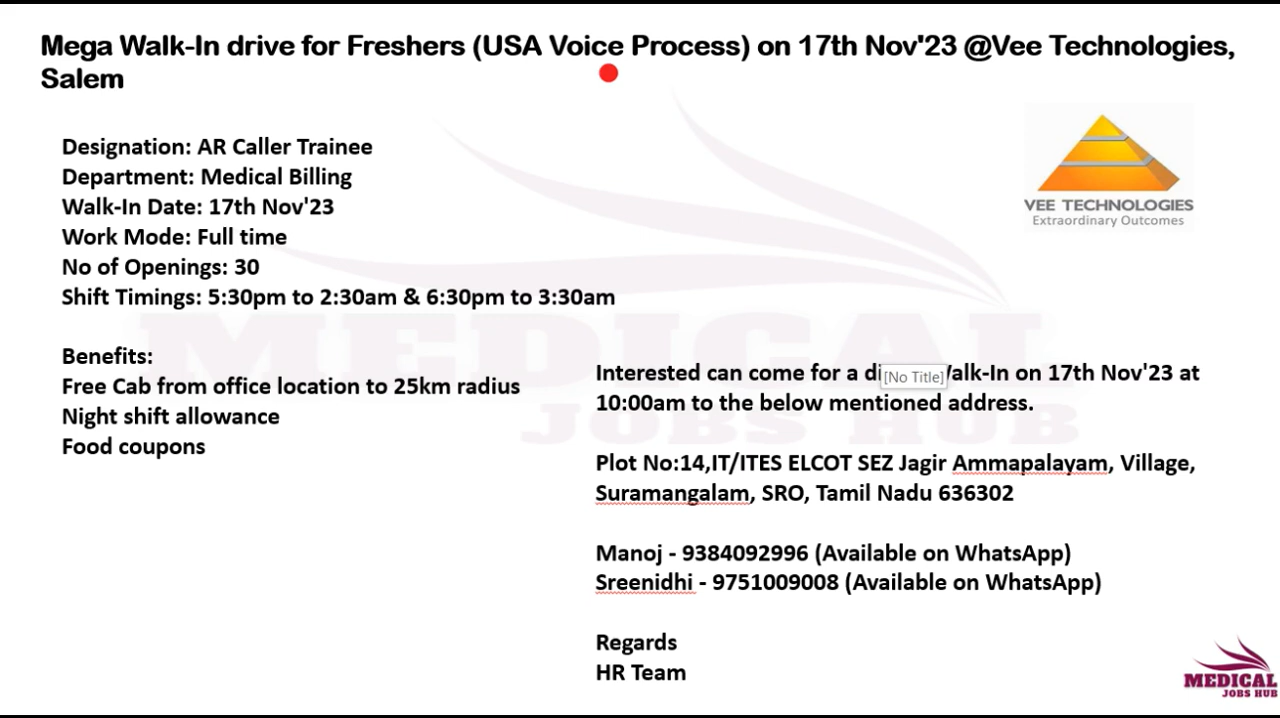 Mega Walk-In drive for Freshers (USA Voice Process) on 17th Nov'23 @Vee Technologies,
Salem
Designation: AR Caller Trainee
Department: Medical Billing
Walk-In Date: 17th Nov'23
Work Mode: Full time
No of Openings: 30
Shift Timings: 5:30pm to 2:30am & 6:30pm to 3:30am
Benefits:
Free Cab from office location to 25km radius
Night shift allowance
Food coupons
VEE TECHNOLOGIES
Extraordinary Outcomes
Interested can come for a di[No Title]alk-In on 17th Nov'23 at
10:00am to the below mentioned address.
Plot No:14,IT/ITES ELCOT SEZ Jagir Ammapalayam, Village,
Suramangalam, SRO, Tamil Nadu 636302
Manoj - 9384092996 (Available on WhatsApp)
Sreenidhi - 9751009008 (Available on WhatsApp)
Regards
HR Team
MEDICAL
JOBS HUB
MEDICAL
JOBS HUB